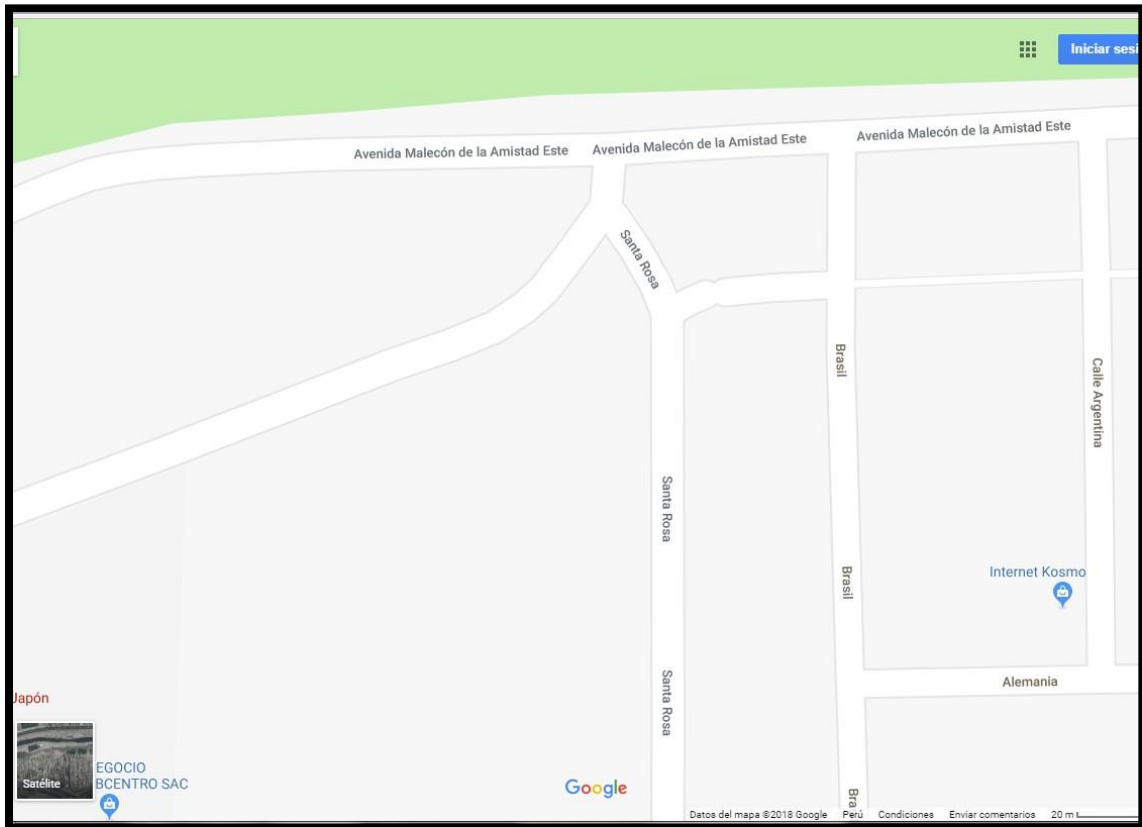 Iniciar sesi
Avenida Malecón de la Amistad Este
Avenida Malecón de la Amistad Este
Avenida Malecón de la Amistad Este
Santa Rosa
Brasil
Calle Argentina
Santa Rosa
Brasil
Internet Kosmo
Santa Rosa
Alemania
Japón
Satélite
EGOCIO
BCENTRO SAC
Google
Bra
Datos del mapa ©2018 Google Perú Condiciones Enviar comentarios 20 m